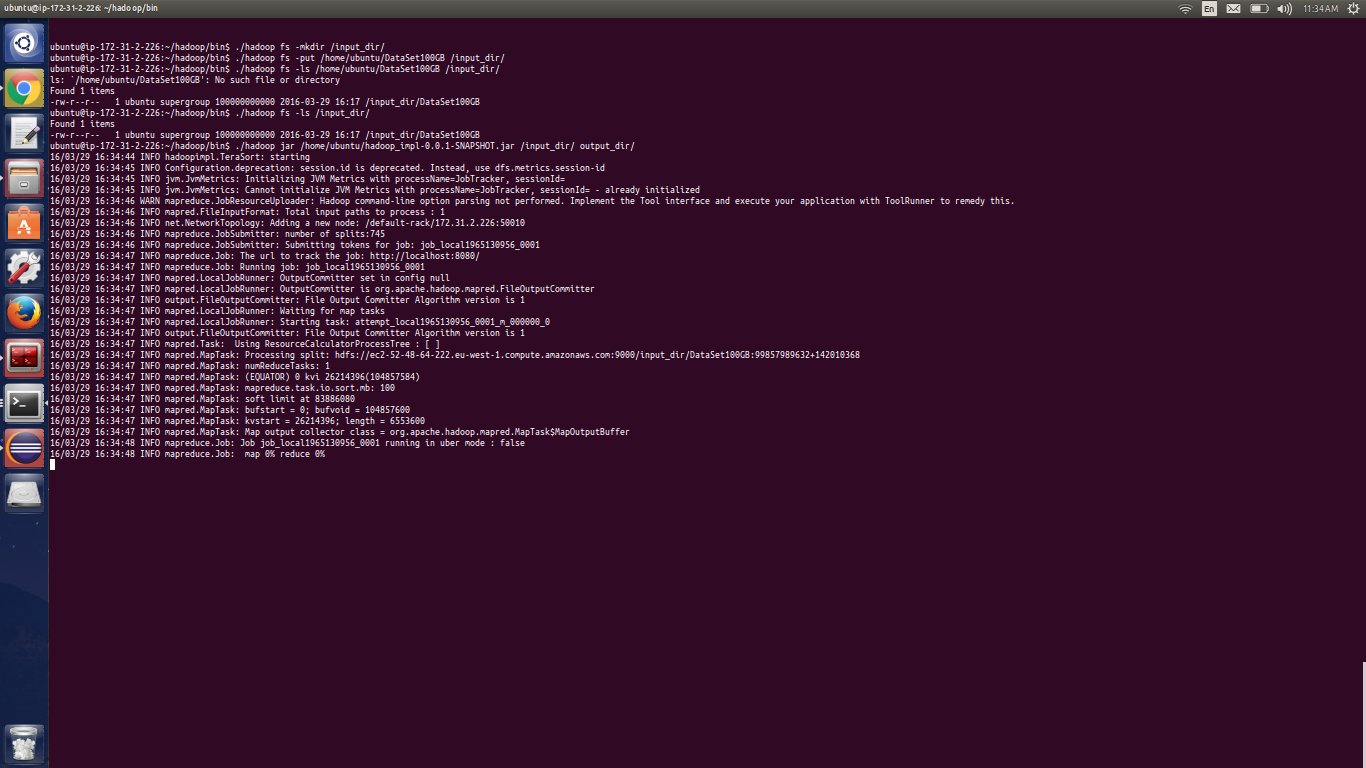 ubuntu@ip-172-31-2-226: ~/hadoop/bin
En
11:34 AM
ubuntu@ip-172-31-2-226:~/hadoop/bin$ ./hadoop fs -mkdir /input_dir/
ubuntu@ip-172-31-2-226:~/hadoop/bin$ ./hadoop fs -put /home/ubuntu/DataSet100GB /input_dir/
ubuntu@ip-172-31-2-226:~/hadoop/bin$ ./hadoop fs -ls /home/ubuntu/DataSet100GB /input_dir/
ls: `/home/ubuntu/DataSet100GB': No such file or directory
Found 1 items
-rw-r--r--   1 ubuntu supergroup 100000000000 2016-03-29 16:17 /input_dir/DataSet100GB
ubuntu@ip-172-31-2-226:~/hadoop/bin$ ./hadoop fs -ls /input_dir/
Found 1 items
-rw-r--r--   1 ubuntu supergroup 100000000000 2016-03-29 16:17 /input_dir/DataSet100GB
ubuntu@ip-172-31-2-226:~/hadoop/bin$ ./hadoop jar /home/ubuntu/hadoop_impl-0.0.1-SNAPSHOT.jar /input_dir/ output_dir/
16/03/29 16:34:44 INFO hadoopimpl.TeraSort: starting
16/03/29 16:34:45 INFO Configuration.deprecation: session.id is deprecated. Instead, use dfs.metrics.session-id
16/03/29 16:34:45 INFO jvm.JvmMetrics: Initializing JVM Metrics with processName=JobTracker, sessionId=
16/03/29 16:34:45 INFO jvm.JvmMetrics: Cannot initialize JVM Metrics with processName=JobTracker, sessionId= - already initialized
16/03/29 16:34:46 WARN mapreduce.JobResourceUploader: Hadoop command-line option parsing not performed. Implement the Tool interface and execute your application with ToolRunner to remedy this.
16/03/29 16:34:46 INFO mapred.FileInputFormat: Total input paths to process : 1
16/03/29 16:34:46 INFO net.NetworkTopology: Adding a new node: /default-rack/172.31.2.226:50010
16/03/29 16:34:46 INFO mapreduce.JobSubmitter: number of splits:745
16/03/29 16:34:46 INFO mapreduce.JobSubmitter: Submitting tokens for job: job_local1965130956_0001
16/03/29 16:34:47 INFO mapreduce.Job: The url to track the job: http://localhost:8080/
16/03/29 16:34:47 INFO mapreduce.Job: Running job: job_local1965130956_0001
16/03/29 16:34:47 INFO mapred.LocalJobRunner: OutputCommitter set in config null
16/03/29 16:34:47 INFO mapred.LocalJobRunner: OutputCommitter is org.apache.hadoop.mapred.FileOutputCommitter
16/03/29 16:34:47 INFO output.FileOutputCommitter: File Output Committer Algorithm version is 1
16/03/29 16:34:47 INFO mapred.LocalJobRunner: Waiting for map tasks
16/03/29 16:34:47 INFO mapred.LocalJobRunner: Starting task: attempt_local1965130956_0001_m_000000_0
16/03/29 16:34:47 INFO output.FileOutputCommitter: File Output Committer Algorithm version is 1
16/03/29 16:34:47 INFO mapred.Task:  Using ResourceCalculatorProcessTree : [ ]
16/03/29 16:34:47 INFO mapred.MapTask: Processing split: hdfs://ec2-52-48-64-222.eu-west-1.compute.amazonaws.com:9000/input_dir/DataSet100GB:99857989632+142010368
16/03/29 16:34:47 INFO mapred.MapTask: numReduceTasks: 1
16/03/29 16:34:47 INFO mapred.MapTask: (EQUATOR) 0 kvi 26214396(104857584)
16/03/29 16:34:47 INFO mapred.MapTask: mapreduce.task.io.sort.mb: 100
16/03/29 16:34:47 INFO mapred.MapTask: soft limit at 83886080
16/03/29 16:34:47 INFO mapred.MapTask: bufstart = 0; bufvoid = 104857600
16/03/29 16:34:47 INFO mapred.MapTask: kvstart = 26214396; length = 6553600
16/03/29 16:34:47 INFO mapred.MapTask: Map output collector class = org.apache.hadoop.mapred.MapTask$MapOutputBuffer
16/03/29 16:34:48 INFO mapreduce.Job: Job job_local1965130956_0001 running in uber mode : false
16/03/29 16:34:48 INFO mapreduce.Job:  map 0% reduce 0%